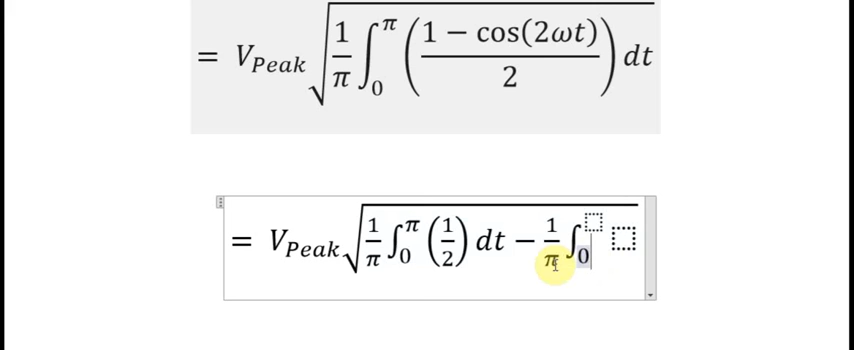 = V_Peak √(1/π ∫_0^π ((1 − cos(2ωt))/2) dt)
= V_Peak √(1/π ∫_0^π (1/2) dt − 1/π ∫_0)